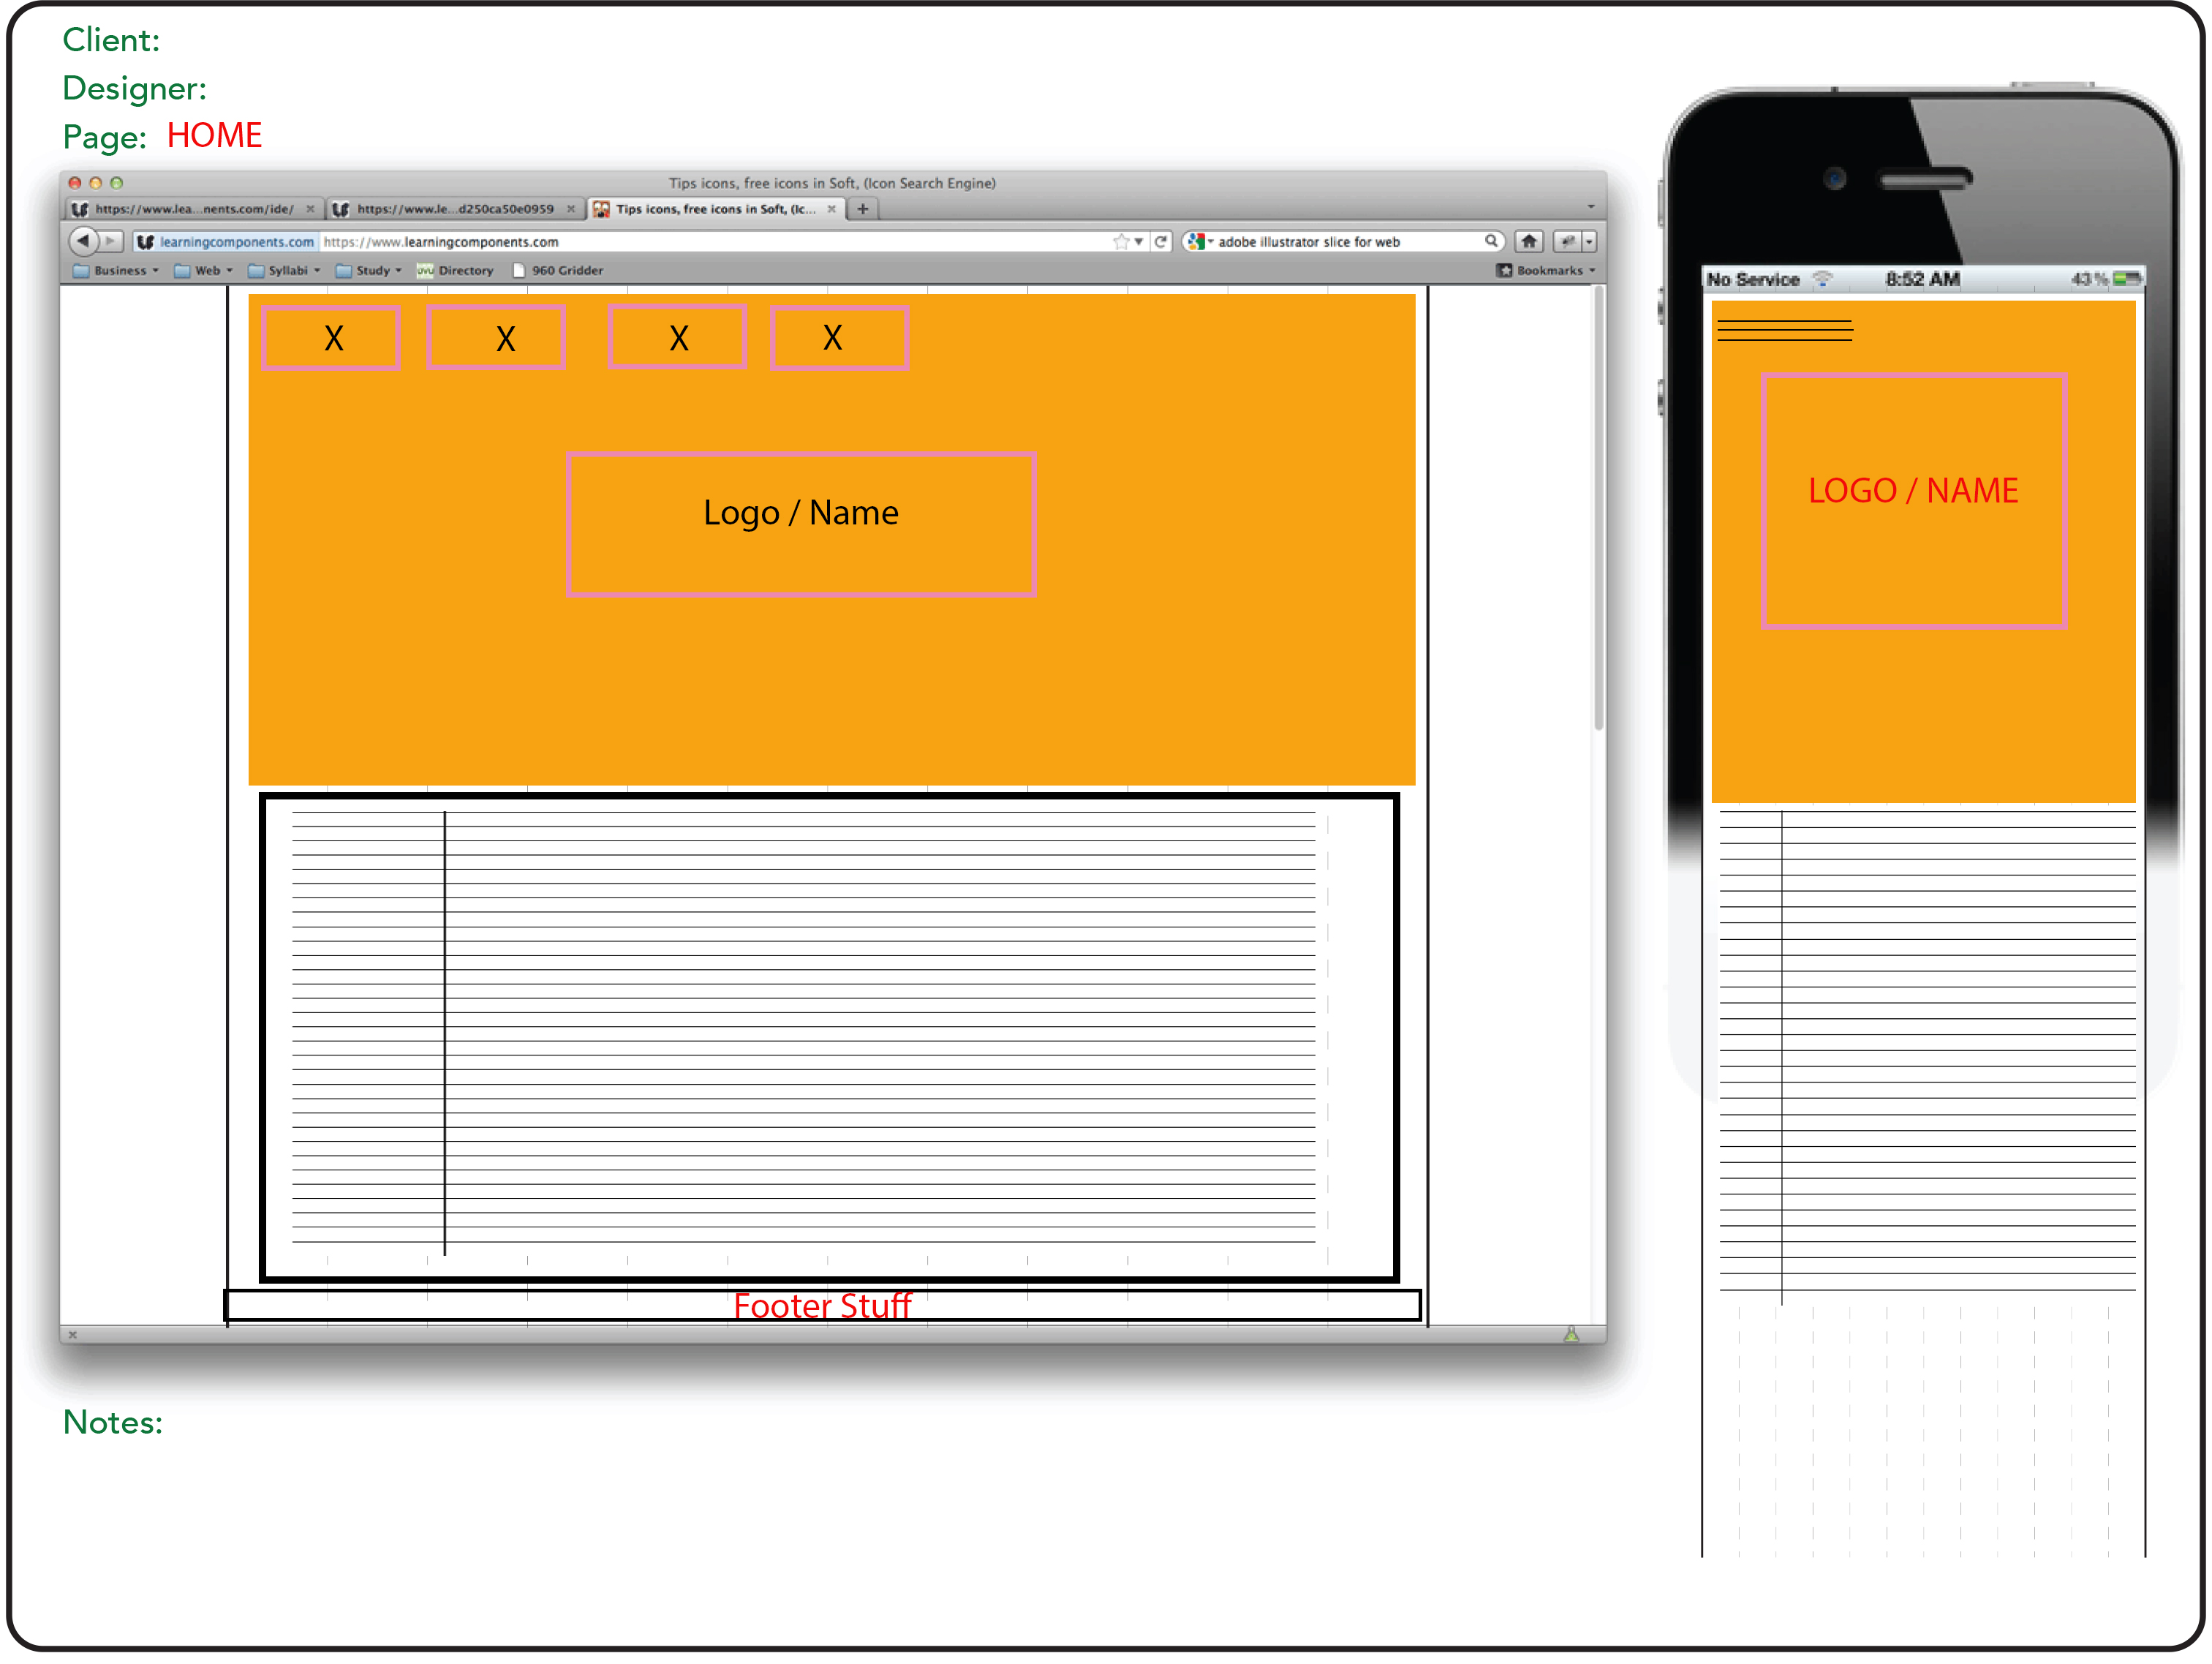 Client:
Designer:
Page: HOME
Tips icons, free icons in Soft, (Icon Search Engine)
https://www.lea...nents.com/ide/
https://www.le...d250ca50e0959
Tips icons, free icons in Soft, (Ic...
learningcomponents.com https://www.learningcomponents.com
adobe illustrator slice for web
Business Web Syllabi Study uvu Directory 960 Gridder Bookmarks
X X X X
Logo / Name
Footer Stuff
Notes:
No Service 8:52 AM 43%
LOGO / NAME